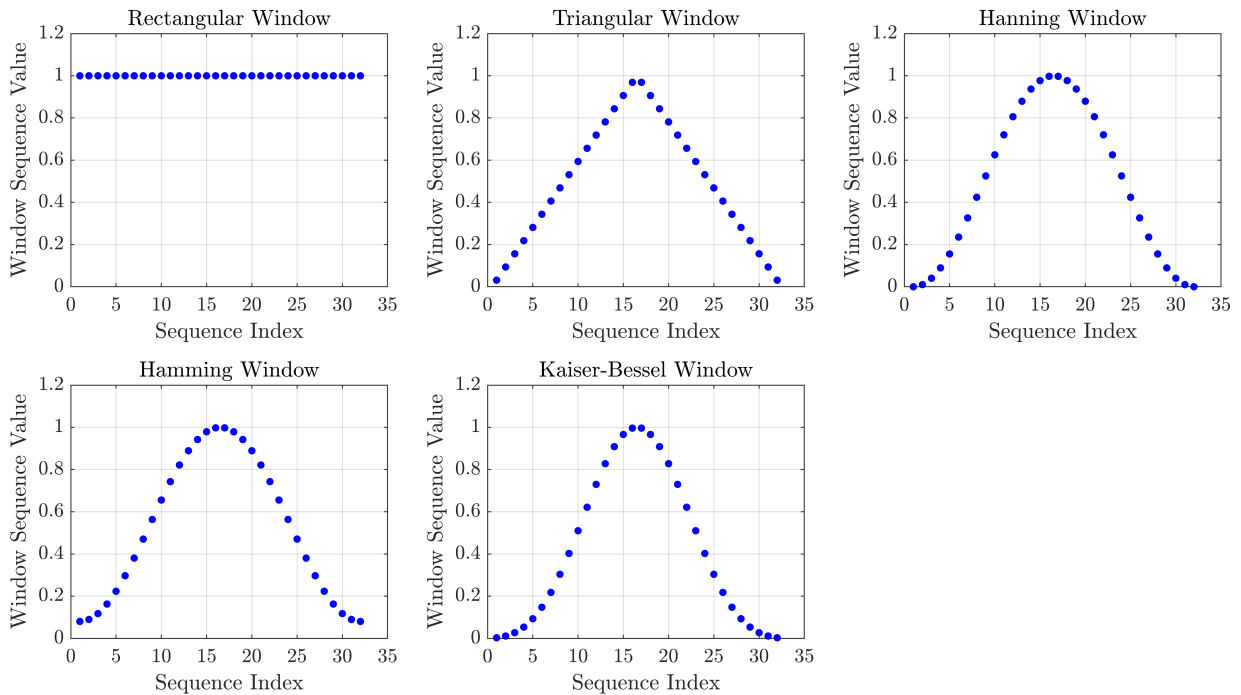 Rectangular Window
Window Sequence Value
1.2
1
0.8
0.6
0.4
0.2
0
0 5 10 15 20 25 30 35
Sequence Index
Triangular Window
Window Sequence Value
1.2
1
0.8
0.6
0.4
0.2
0
0 5 10 15 20 25 30 35
Sequence Index
Hanning Window
Window Sequence Value
1.2
1
0.8
0.6
0.4
0.2
0
0 5 10 15 20 25 30 35
Sequence Index
Hamming Window
Window Sequence Value
1.2
1
0.8
0.6
0.4
0.2
0
0 5 10 15 20 25 30 35
Sequence Index
Kaiser-Bessel Window
Window Sequence Value
1.2
1
0.8
0.6
0.4
0.2
0
0 5 10 15 20 25 30 35
Sequence Index